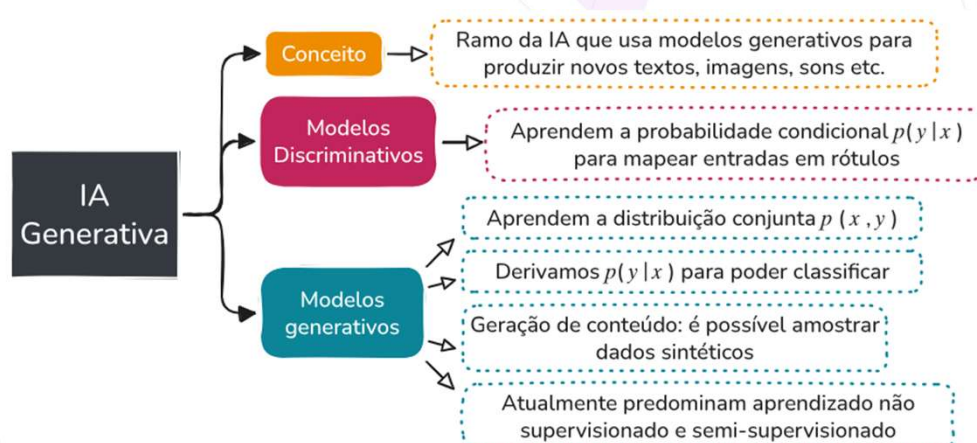 IA
Generativa
Conceito
Ramo da IA que usa modelos generativos para
produzir novos textos, imagens, sons etc.
Modelos
Discriminativos
Aprendem a probabilidade condicional p(y|x)
para mapear entradas em rótulos
Modelos
generativos
Aprendem a distribuição conjunta p (x,y)
Derivamos p(y|x) para poder classificar
Geração de conteúdo: é possível amostrar
dados sintéticos
Atualmente predominam aprendizado não
supervisionado e semi-supervisionado